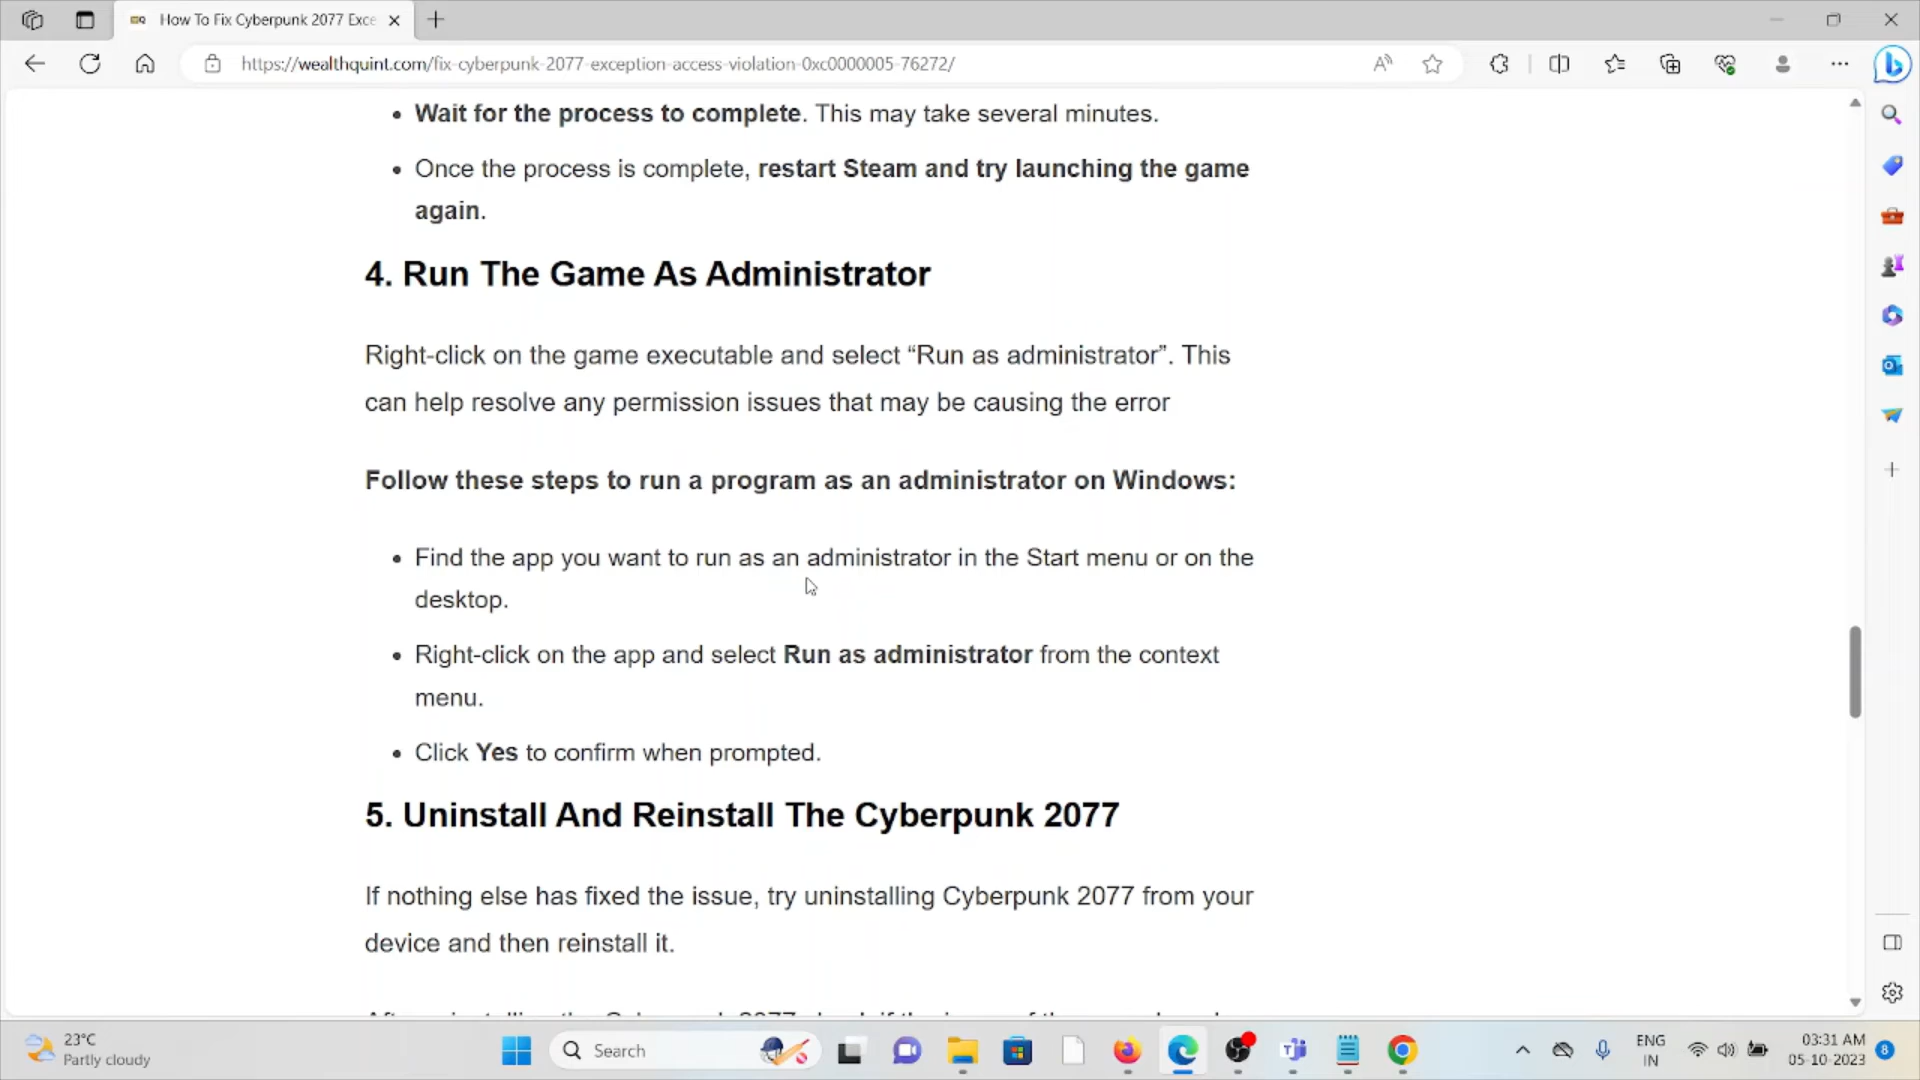 How To Fix Cyberpunk 2077 Exce
https://wealthquint.com/fix-cyberpunk-2077-exception-access-violation-0xc0000005-76272/
Wait for the process to complete. This may take several minutes.
Once the process is complete, restart Steam and try launching the game
again.
4. Run The Game As Administrator
Right-click on the game executable and select “Run as administrator”. This
can help resolve any permission issues that may be causing the error
Follow these steps to run a program as an administrator on Windows:
Find the app you want to run as an administrator in the Start menu or on the
desktop.
Right-click on the app and select Run as administrator from the context
menu.
Click Yes to confirm when prompted.
5. Uninstall And Reinstall The Cyberpunk 2077
If nothing else has fixed the issue, try uninstalling Cyberpunk 2077 from your
device and then reinstall it.
23°C
Partly cloudy
Search
ENG
IN
03:31 AM
05-10-2023
8